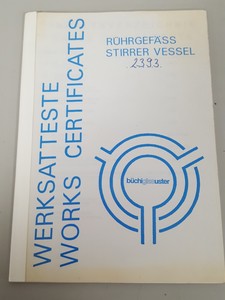 WERKSATTESTE
WORKS CERTIFICATES
RÜHRGEFÄSS
STIRRER VESSEL
2393
büchiglasuster